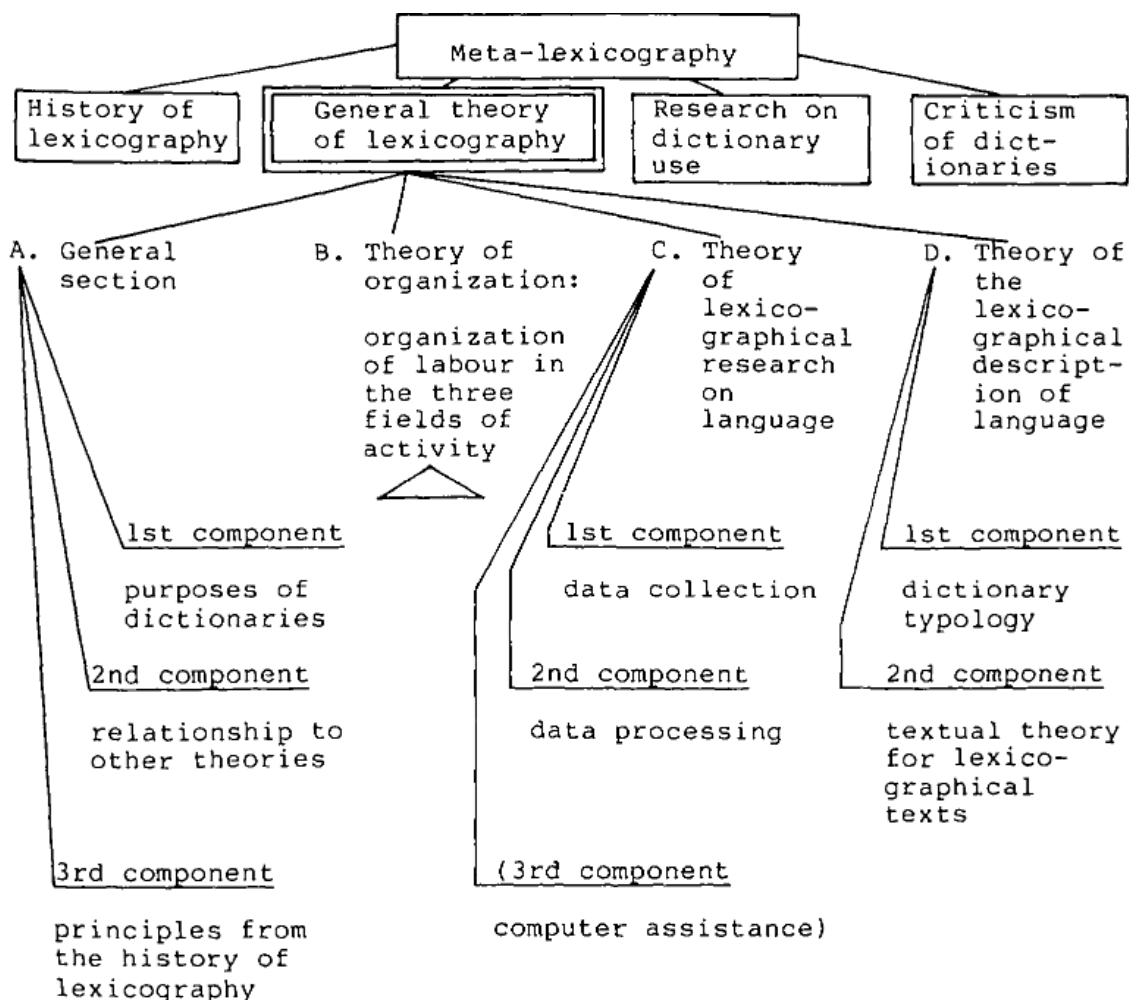 Meta-lexicography
History of
lexicography
General theory
of lexicography
Research on
dictionary
use
Criticism
of dict-
ionaries
A. General
section
B. Theory of
organization:
organization
of labour in
the three
fields of
activity
C. Theory
of
lexico-
graphical
research
on
language
D. Theory of
the
lexico-
graphical
descript-
ion of
language
1st component
purposes of
dictionaries
2nd component
relationship to
other theories
3rd component
principles from
the history of
lexicography
1st component
data collection
2nd component
data processing
(3rd component
computer assistance)
1st component
dictionary
typology
2nd component
textual theory
for lexico-
graphical
texts